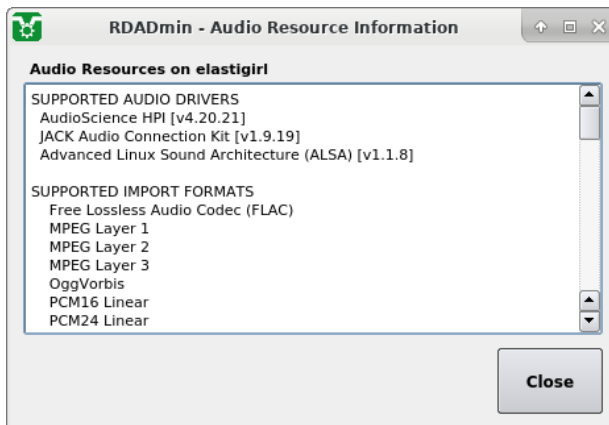 RDAdmin - Audio Resource Information
Audio Resources on elastigirl
SUPPORTED AUDIO DRIVERS
AudioScience HPI [v4.20.21]
JACK Audio Connection Kit [v1.9.19]
Advanced Linux Sound Architecture (ALSA) [v1.1.8]
SUPPORTED IMPORT FORMATS
Free Lossless Audio Codec (FLAC)
MPEG Layer 1
MPEG Layer 2
MPEG Layer 3
OggVorbis
PCM16 Linear
PCM24 Linear
Close